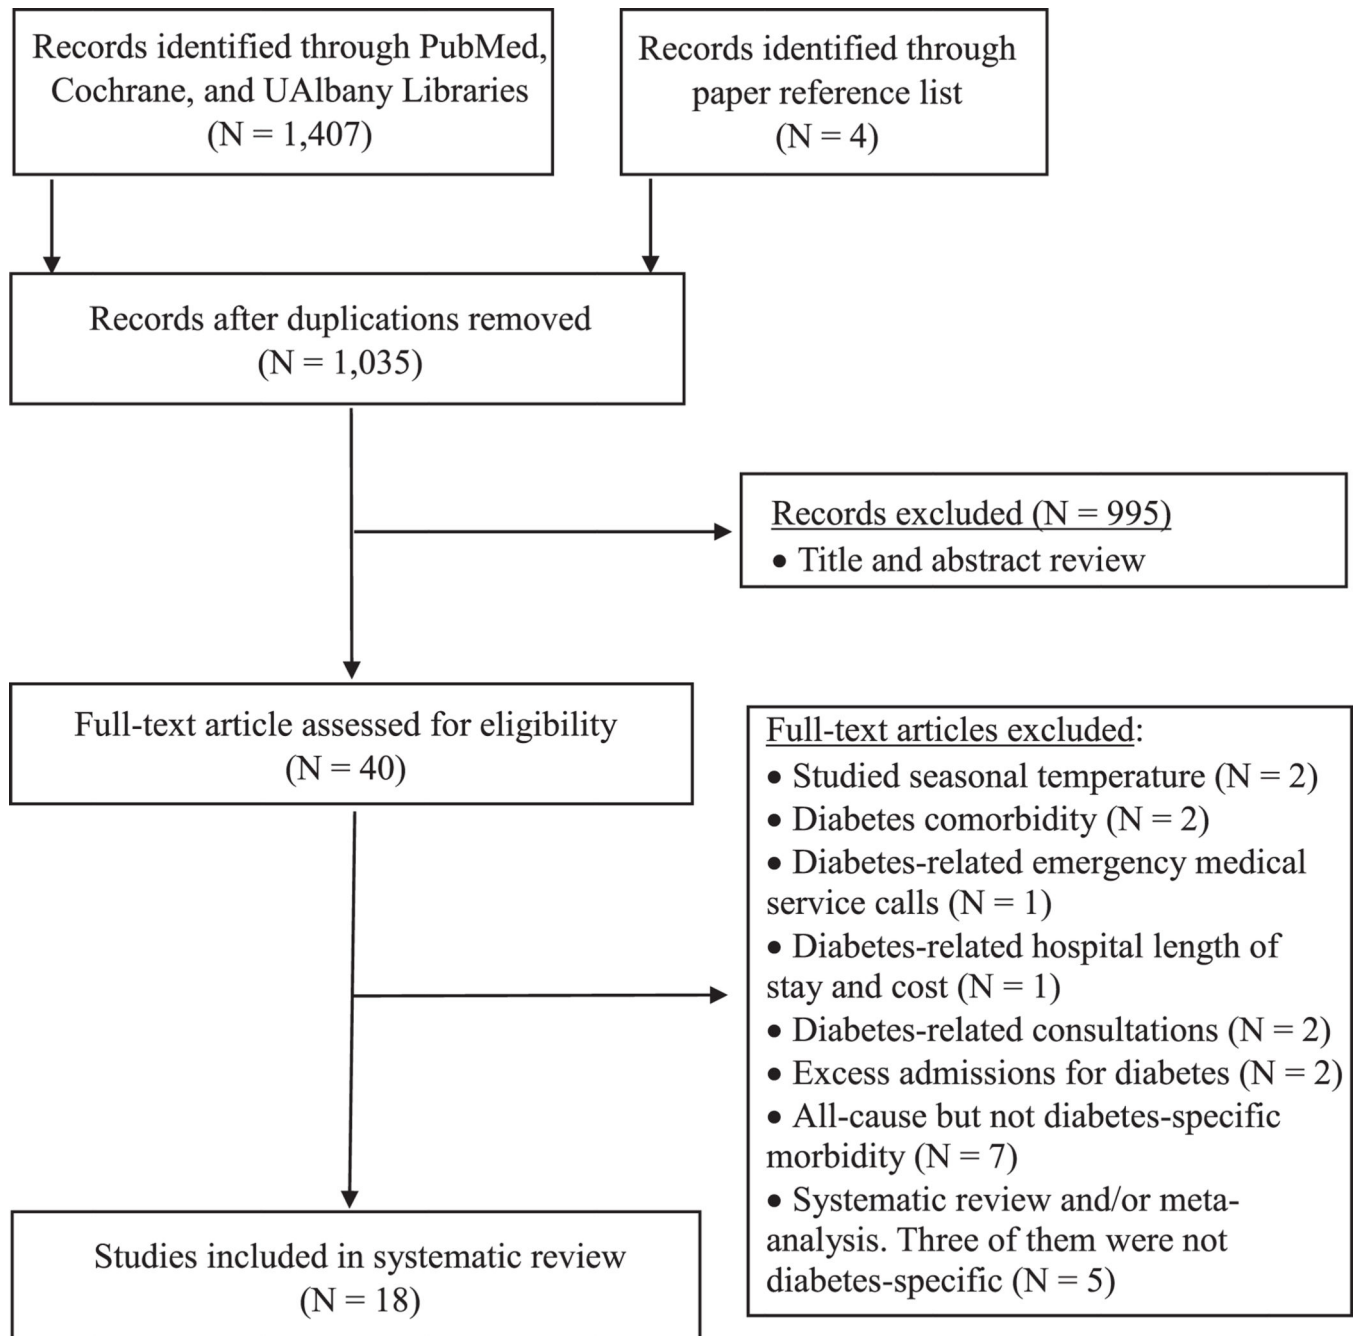 Records identified through PubMed,
Cochrane, and UAlbany Libraries
(N = 1,407)
Records identified through
paper reference list
(N = 4)
Records after duplications removed
(N = 1,035)
Records excluded (N = 995)
• Title and abstract review
Full-text article assessed for eligibility
(N = 40)
Full-text articles excluded:
• Studied seasonal temperature (N = 2)
• Diabetes comorbidity (N = 2)
• Diabetes-related emergency medical
service calls (N = 1)
• Diabetes-related hospital length of
stay and cost (N = 1)
• Diabetes-related consultations (N = 2)
• Excess admissions for diabetes (N = 2)
• All-cause but not diabetes-specific
morbidity (N = 7)
• Systematic review and/or meta-
analysis. Three of them were not
diabetes-specific (N = 5)
Studies included in systematic review
(N = 18)